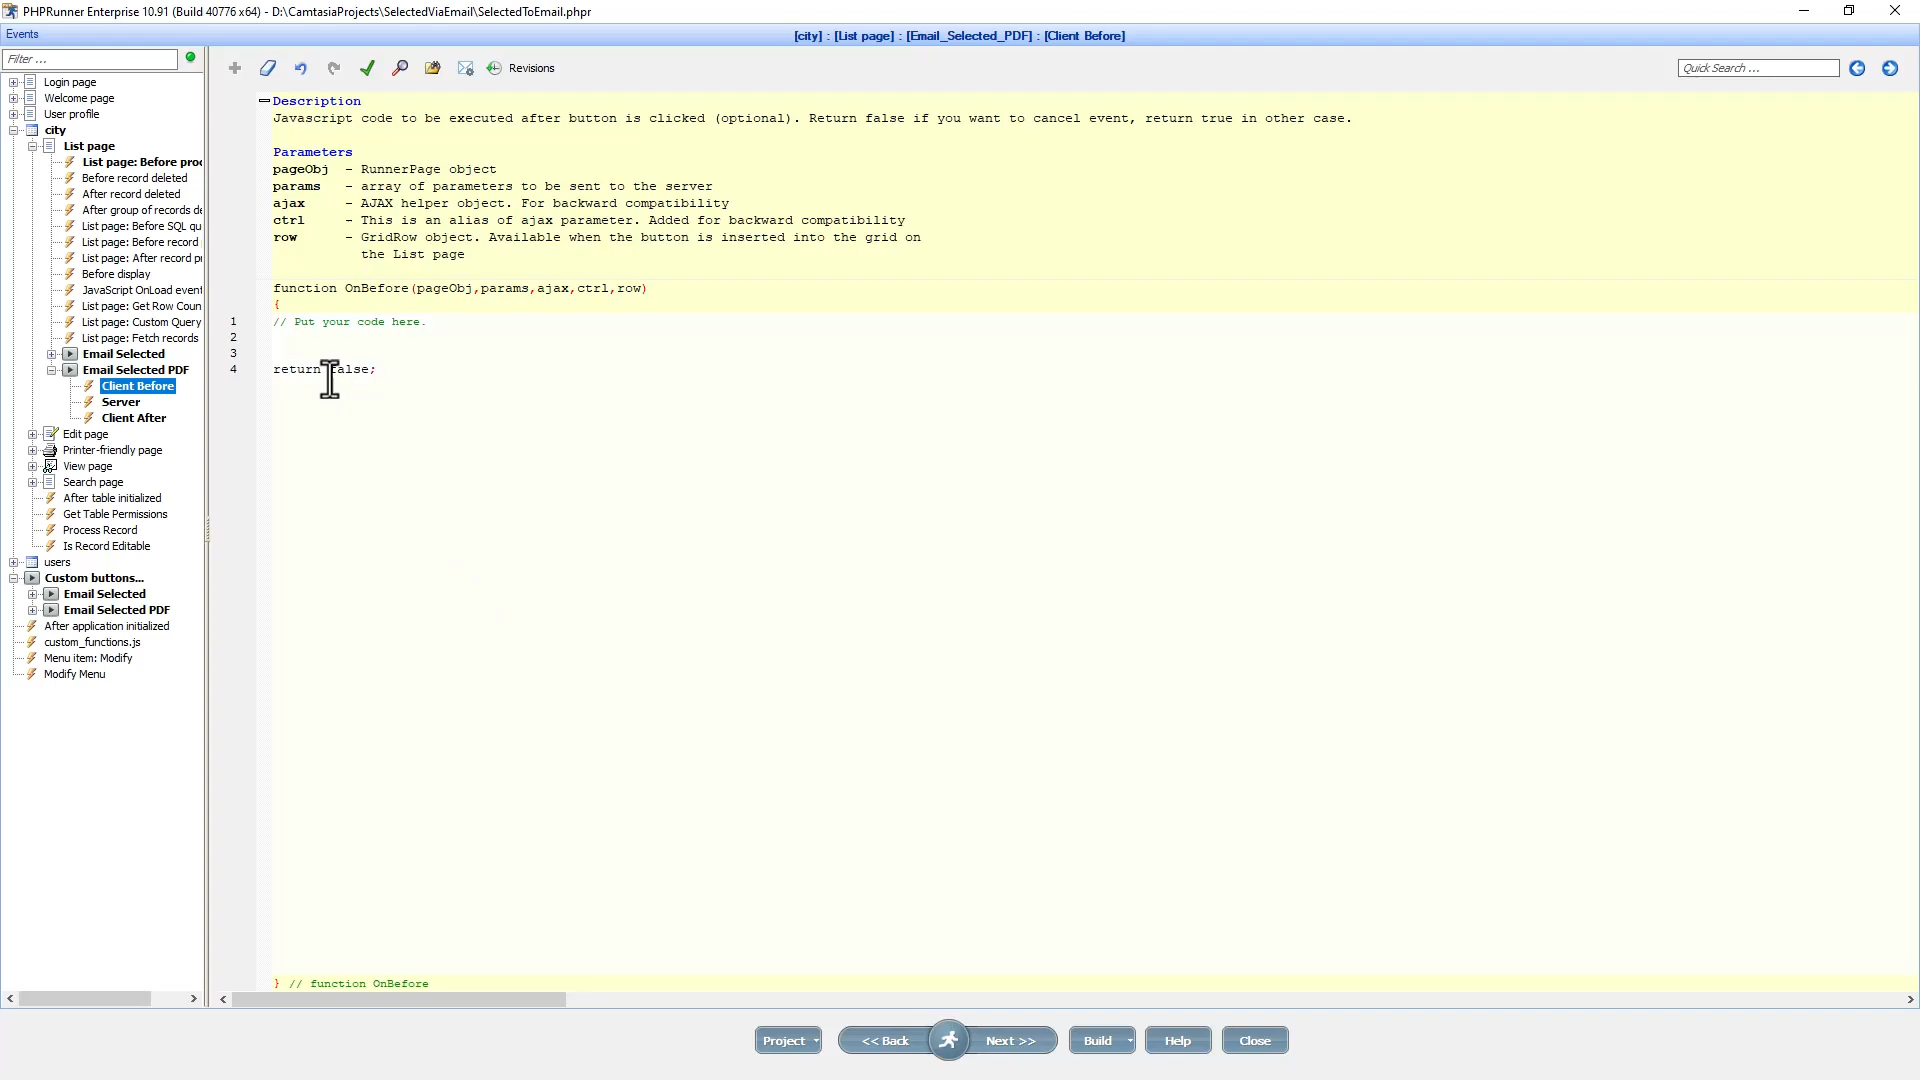 PHPRunner Enterprise 10.91 (Build 40776 x64) - D:\CamtasiaProjects\SelectedViaEmail\SelectedToEmail.phpr
Events
[city] : [List page] : [Email_Selected_PDF] : [Client Before]
Filter ...
Revisions
Quick Search ...
Login page
Welcome page
User profile
city
List page
List page: Before proc
Before record deleted
After record deleted
After group of records de
List page: Before SQL qu
List page: Before record
List page: After record p
Before display
JavaScript OnLoad event
List page: Get Row Coun
List page: Custom Query
List page: Fetch records
Email Selected
Email Selected PDF
Client Before
Server
Client After
Edit page
Printer-friendly page
View page
Search page
After table initialized
Get Table Permissions
Process Record
Is Record Editable
users
Custom buttons...
Email Selected
Email Selected PDF
After application initialized
custom_functions.js
Menu item: Modify
Modify Menu
Description
Javascript code to be executed after button is clicked (optional). Return false if you want to cancel event, return true in other case.
Parameters
pageObj - RunnerPage object
params - array of parameters to be sent to the server
ajax - AJAX helper object. For backward compatibility
ctrl - This is an alias of ajax parameter. Added for backward compatibility
row - GridRow object. Available when the button is inserted into the grid on
the List page
function OnBefore(pageObj,params,ajax,ctrl,row)
{
1 // Put your code here.
2
3
4 return false;
} // function OnBefore
Project
<< Back
Next >>
Build
Help
Close